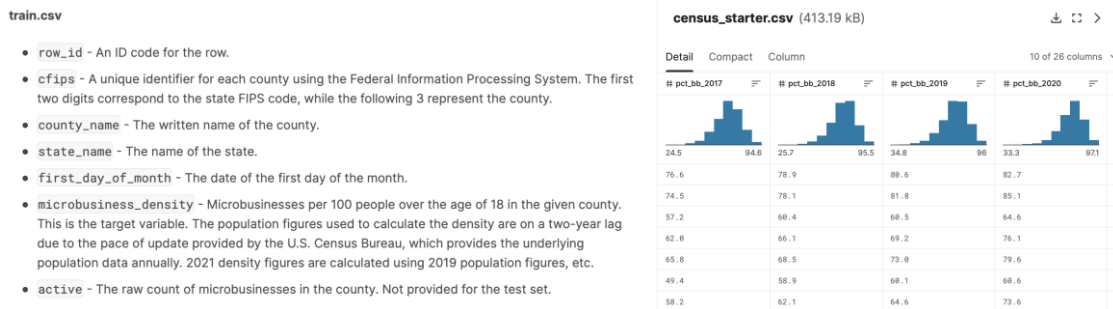 train.csv
row_id - An ID code for the row.
cfips - A unique identifier for each county using the Federal Information Processing System. The first
two digits correspond to the state FIPS code, while the following 3 represent the county.
county_name - The written name of the county.
state_name - The name of the state.
first_day_of_month - The date of the first day of the month.
microbusiness_density - Microbusinesses per 100 people over the age of 18 in the given county.
This is the target variable. The population figures used to calculate the density are on a two-year lag
due to the pace of update provided by the U.S. Census Bureau, which provides the underlying
population data annually. 2021 density figures are calculated using 2019 population figures, etc.
active - The raw count of microbusinesses in the county. Not provided for the test set.
census_starter.csv (413.19 kB)
Detail Compact Column 10 of 26 columns
# pct_bb_2017 # pct_bb_2018 # pct_bb_2019 # pct_bb_2020
24.5 94.6 25.7 95.5 34.8 96 33.3 97.1
76.6 78.9 80.6 82.7
74.5 78.1 81.8 85.1
57.2 60.4 60.5 64.6
62.0 66.1 69.2 76.1
65.8 68.5 73.0 79.6
49.4 58.9 60.1 60.6
58.2 62.1 64.6 73.6